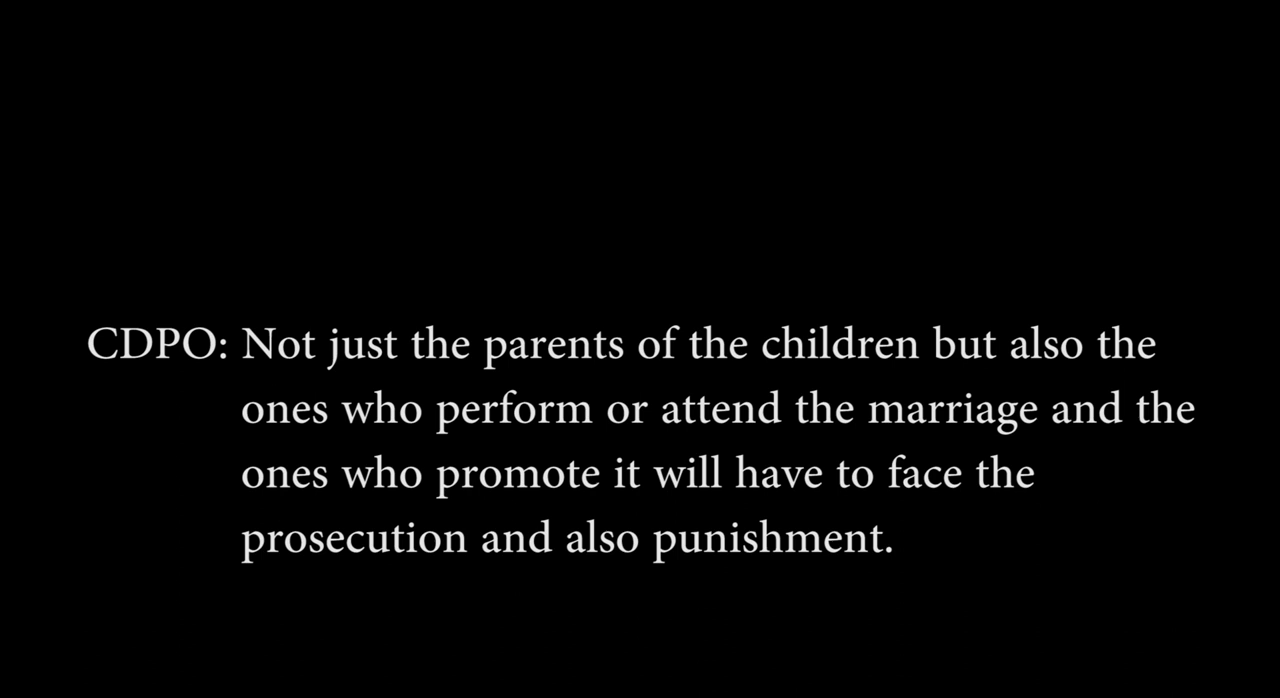 CDPO: Not just the parents of the children but also the
ones who perform or attend the marriage and the
ones who promote it will have to face the
prosecution and also punishment.